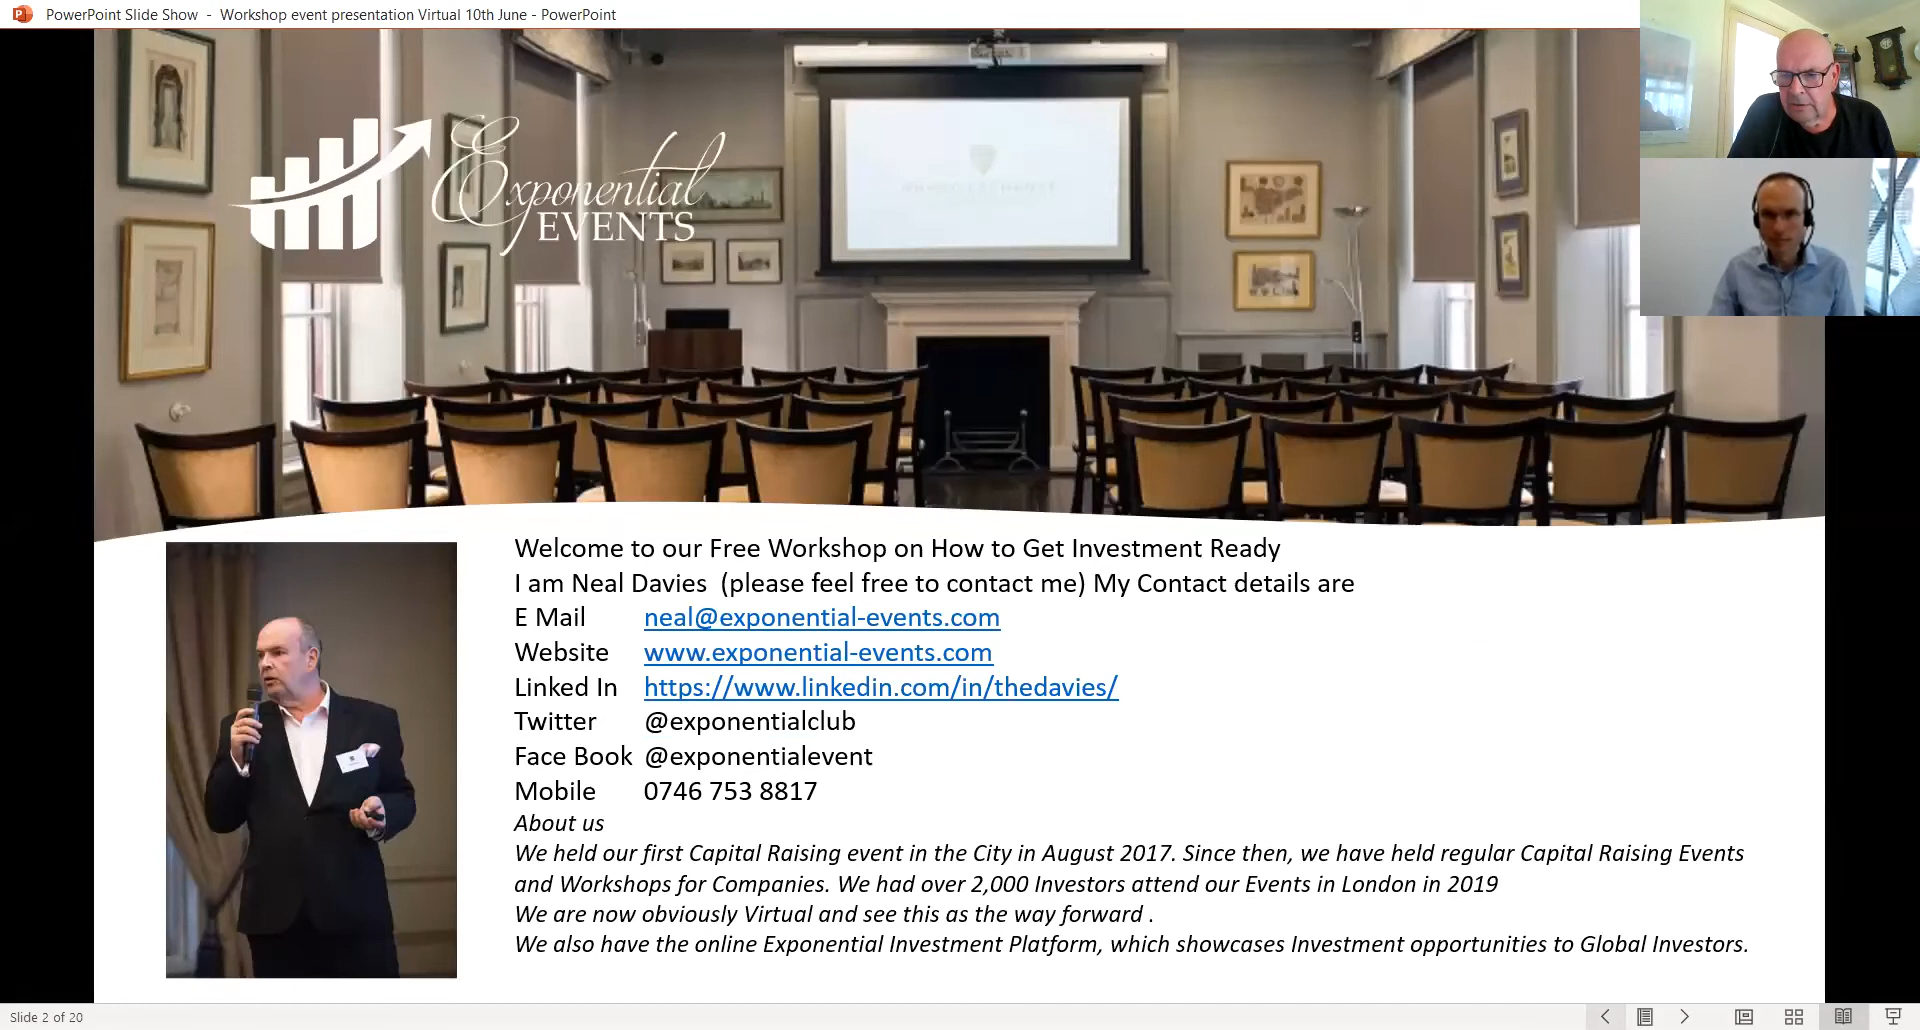 PowerPoint Slide Show - Workshop event presentation Virtual 10th June - PowerPoint
Exponential
EVENTS
Welcome to our Free Workshop on How to Get Investment Ready
I am Neal Davies (please feel free to contact me) My Contact details are
E Mail neal@exponential-events.com
Website www.exponential-events.com
Linked In https://www.linkedin.com/in/thedavies/
Twitter @exponentialclub
Face Book @exponentialevent
Mobile 0746 753 8817
About us
We held our first Capital Raising event in the City in August 2017. Since then, we have held regular Capital Raising Events
and Workshops for Companies. We had over 2,000 Investors attend our Events in London in 2019
We are now obviously Virtual and see this as the way forward .
We also have the online Exponential Investment Platform, which showcases Investment opportunities to Global Investors.
Slide 2 of 20